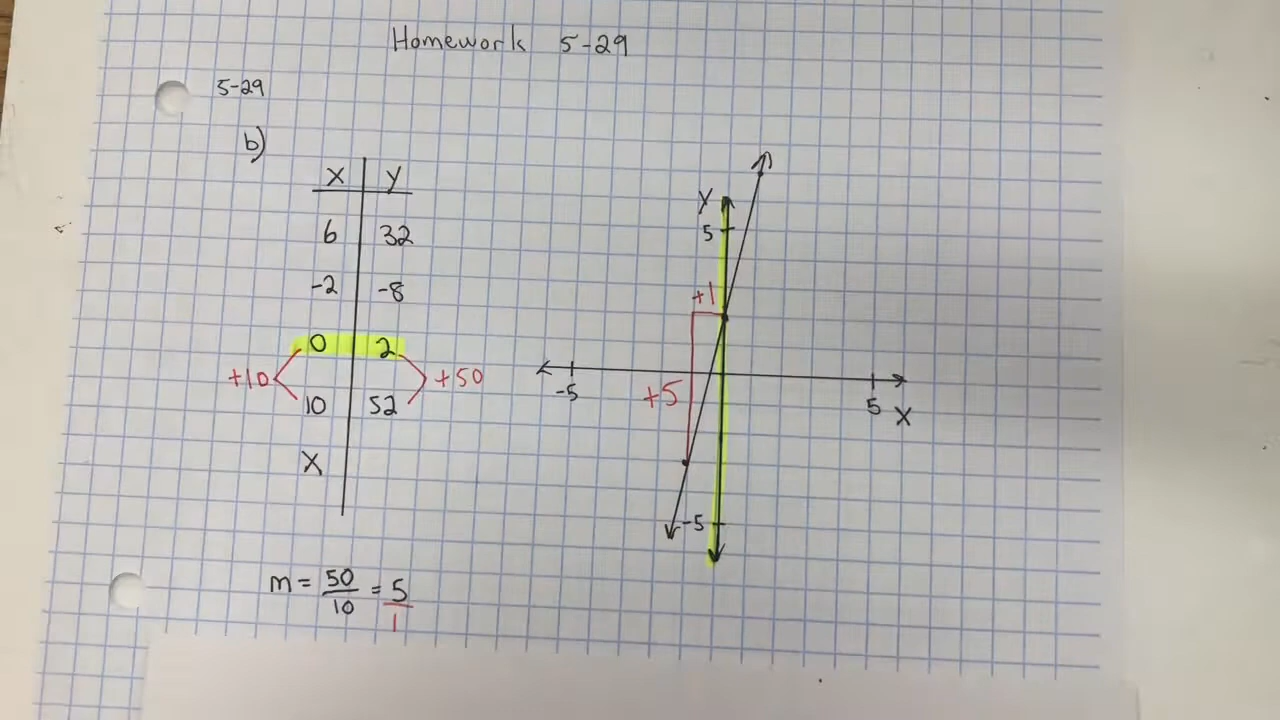 Homework 5-29
5-29
b)
X Y
6 32
-2 -8
0 2
+10 +50
10 52
X
m = 50/10 = 5/1
Y
5
+1
-5
+5
5
X
-5